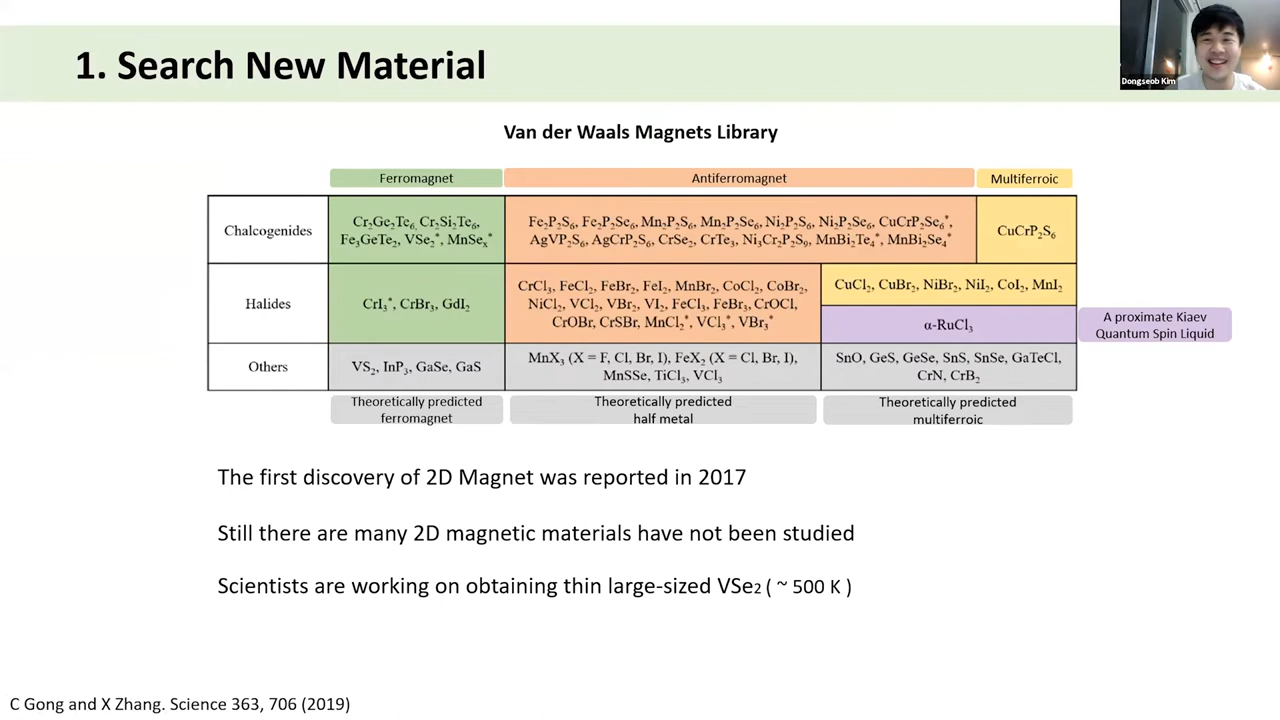 1. Search New Material
Dongseob Kim
Van der Waals Magnets Library
Ferromagnet
Antiferromagnet
Multiferroic
Chalcogenides
Cr₂Ge₂Te₆, Cr₂Si₂Te₆,
Fe₃GeTe₂, VSe₂*, MnSeₓ*
Fe₂P₂S₆, Fe₂P₂Se₆, Mn₂P₂S₆, Mn₂P₂Se₆, Ni₂P₂S₆, Ni₂P₂Se₆, CuCrP₂Se₆*,
AgVP₂S₆, AgCrP₂S₆, CrSe₂, CrTe₃, Ni₃Cr₂P₂S₉, MnBi₂Te₄*, MnBi₂Se₄*
CuCrP₂S₆
Halides
CrI₃*, CrBr₃, GdI₂
CrCl₃, FeCl₂, FeBr₂, FeI₂, MnBr₂, CoCl₂, CoBr₂,
NiCl₂, VCl₂, VBr₂, VI₂, FeCl₃, FeBr₃, CrOCl,
CrOBr, CrSBr, MnCl₂*, VCl₃*, VBr₃*
CuCl₂, CuBr₂, NiBr₂, NiI₂, CoI₂, MnI₂
α-RuCl₃
A proximate Kiaev
Quantum Spin Liquid
Others
VS₂, InP₃, GaSe, GaS
MnX₃ (X = F, Cl, Br, I), FeX₂ (X = Cl, Br, I),
MnSSe, TiCl₃, VCl₃
SnO, GeS, GeSe, SnS, SnSe, GaTeCl,
CrN, CrB₂
Theoretically predicted
ferromagnet
Theoretically predicted
half metal
Theoretically predicted
multiferroic
The first discovery of 2D Magnet was reported in 2017
Still there are many 2D magnetic materials have not been studied
Scientists are working on obtaining thin large-sized VSe₂ ( ~ 500 K )
C Gong and X Zhang. Science 363, 706 (2019)